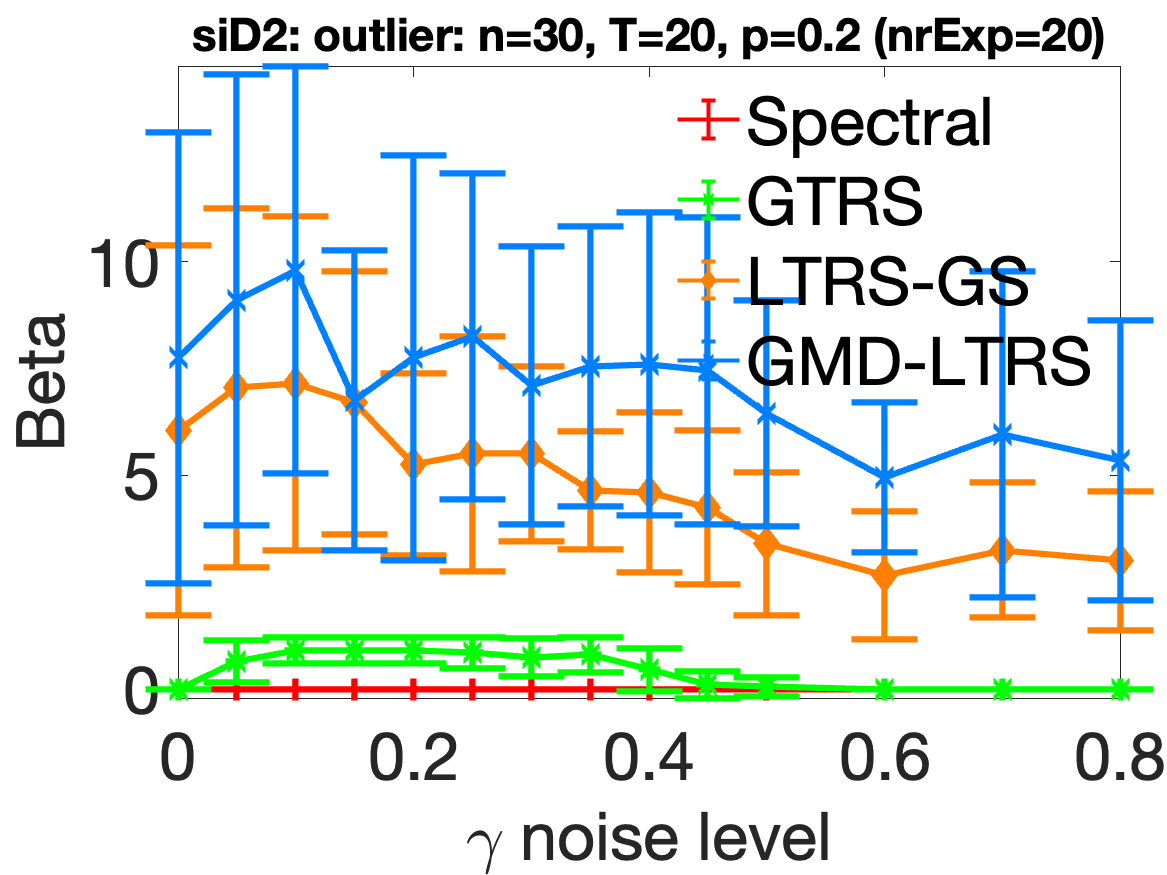 siD2: outlier: n=30, T=20, p=0.2 (nrExp=20)
Spectral
GTRS
LTRS-GS
GMD-LTRS
Beta
10
5
0
0 0.2 0.4 0.6 0.8
γ noise level